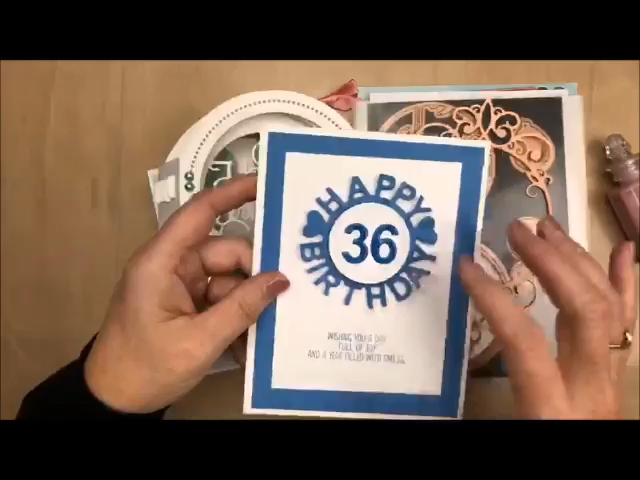 HAPPY
36
BIRTHDAY
WISHING YOU A DAY
FULL OF JOY
AND A YEAR FILLED WITH SMILES